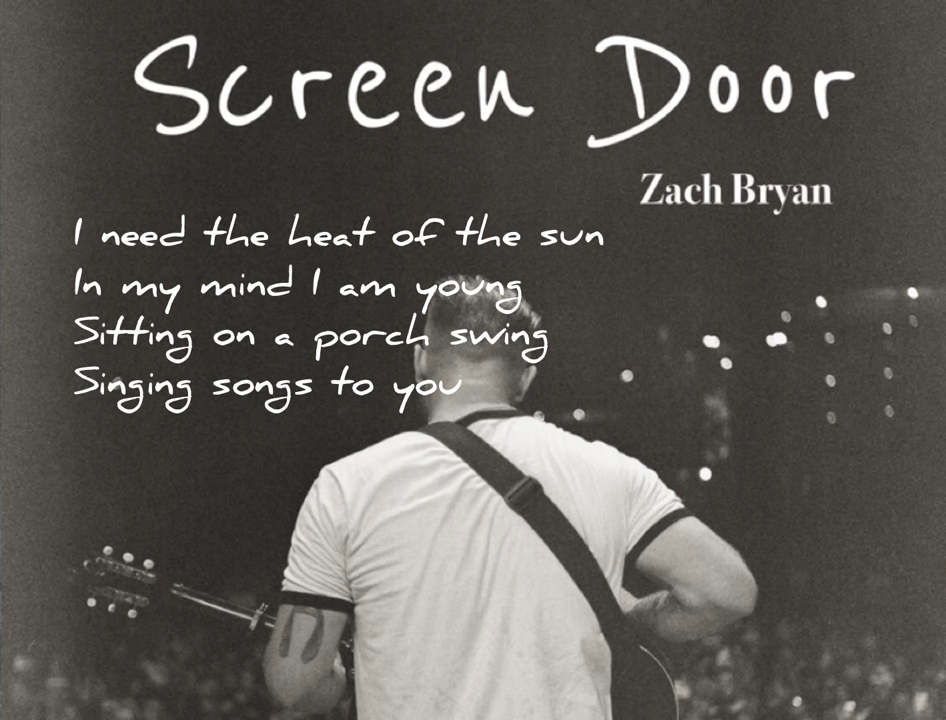 Screen Door
Zach Bryan
I need the heat of the sun
In my mind I am young
Sitting on a porch swing
Singing songs to you